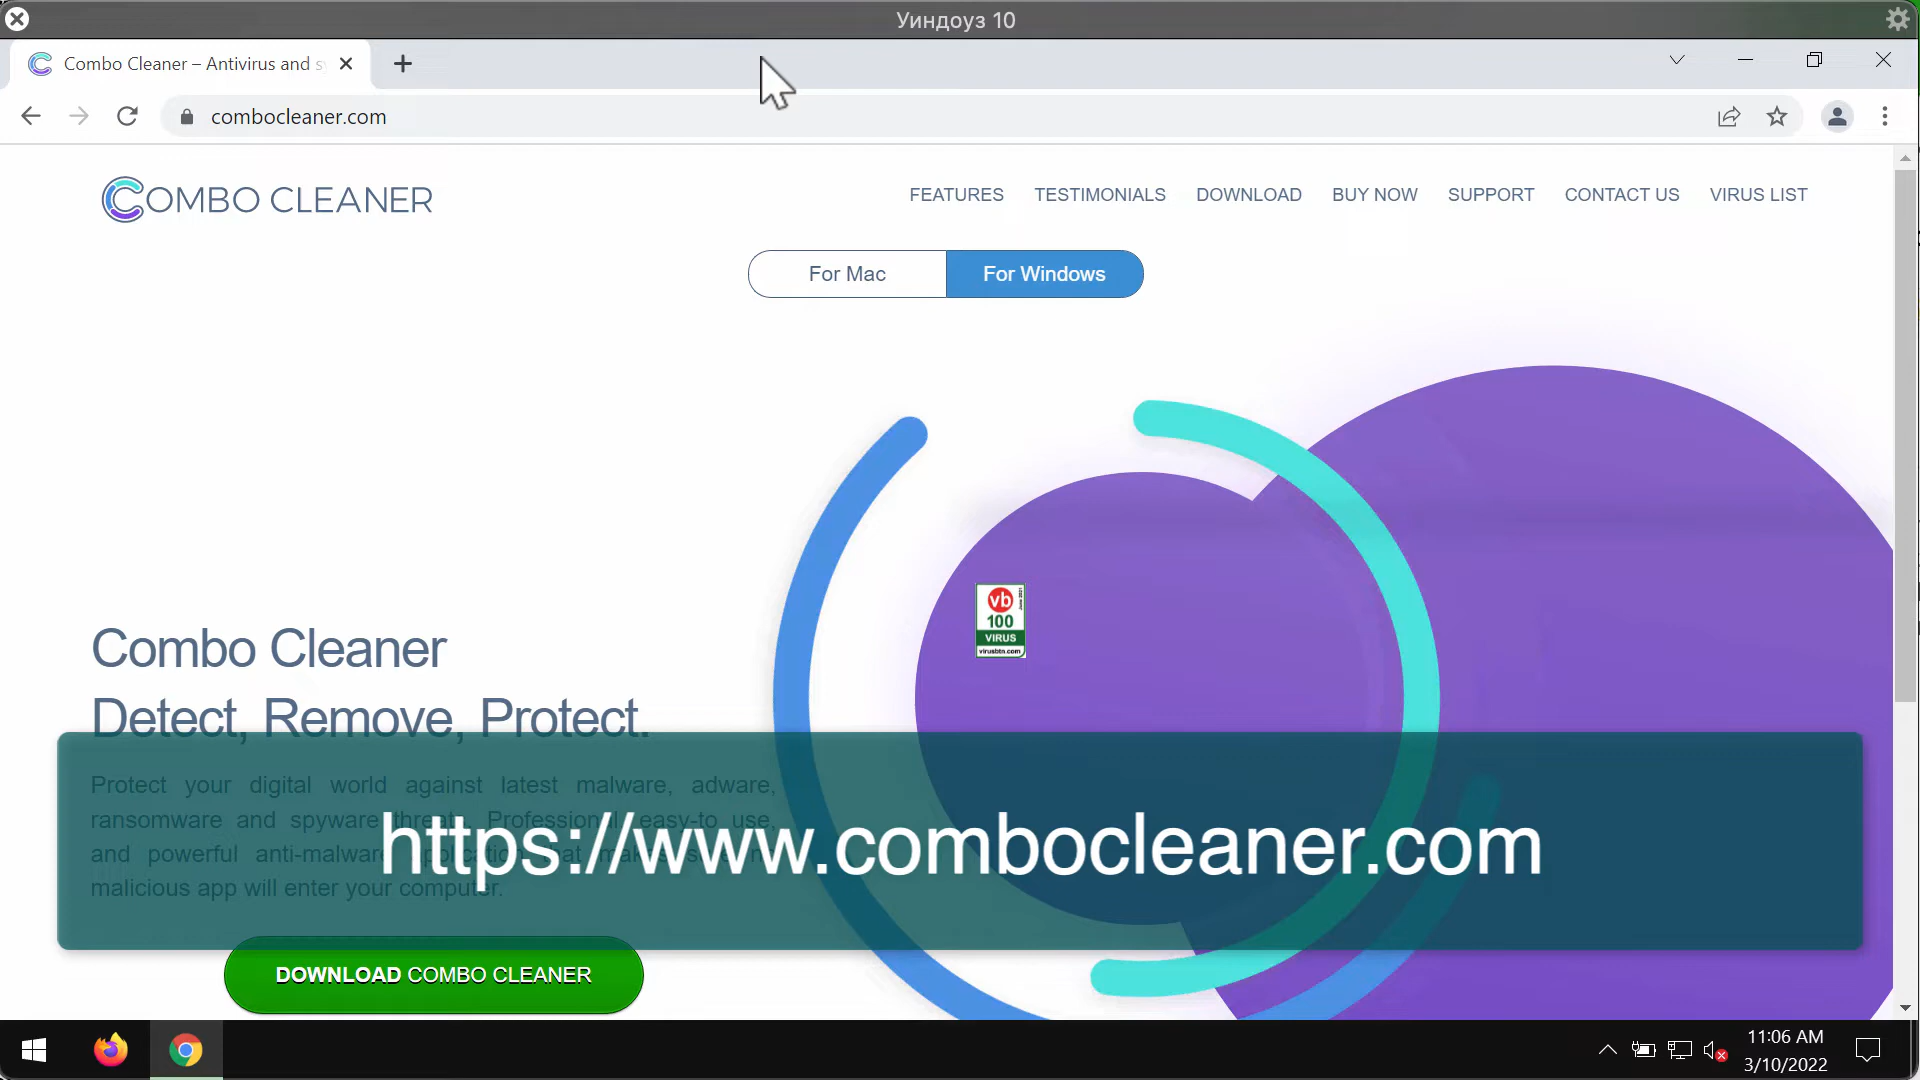 Уиндоуз 10
Combo Cleaner – Antivirus and s
combocleaner.com
COMBO CLEANER
FEATURES TESTIMONIALS DOWNLOAD BUY NOW SUPPORT CONTACT US VIRUS LIST
For Mac For Windows
vb
100
VIRUS
virusbtn.com
June 2021
Combo Cleaner
Detect, Remove, Protect.
Protect your digital world against latest malware, adware,
ransomware and spyware threats. Professional, easy-to use,
and powerful anti-malware application that makes sure no
malicious app will enter your computer.
https://www.combocleaner.com
DOWNLOAD COMBO CLEANER
11:06 AM
3/10/2022